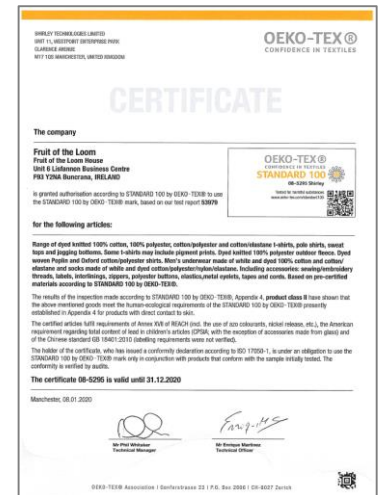 SHIRLEY TECHNOLOGIES LIMITED
UNIT 11, WESTPOINT ENTERPRISE PARK
CLARENCE AVENUE
M17 1QS MANCHESTER, UNITED KINGDOM
OEKO-TEX®
CONFIDENCE IN TEXTILES
CERTIFICATE
The company
Fruit of the Loom
Fruit of the Loom House
Unit 6 Lisfannon Business Centre
F93 Y2NA Buncrana, IRELAND
OEKO-TEX®
CONFIDENCE IN TEXTILES
STANDARD 100
08-5295 Shirley
Tested for harmful substances
www.oeko-tex.com/standard100
is granted authorisation according to STANDARD 100 by OEKO-TEX® to use
the STANDARD 100 by OEKO-TEX® mark, based on our test report 53076
for the following articles:
Range of dyed knitted 100% cotton, 100% polyester, cotton/polyester and cotton/elastane t-shirts, polo shirts, sweat
tops and jogging bottoms. Some t-shirts may include pigment prints. Dyed knitted 100% polyester outdoor fleece. Dyed
woven Poplin and Oxford cotton/polyester shirts. Men's underwear made of white and dyed 100% cotton and cotton/
elastane and socks made of white and dyed cotton/polyester/nylon/elastane. Including accessories: sewing/embroidery
threads, labels, interlinings, zippers, polyester buttons, elastics, metal eyelets, tapes and cords. Based on pre-certified
materials according to STANDARD 100 by OEKO-TEX®.
The results of the inspection made according to STANDARD 100 by OEKO-TEX®, Appendix 4, product class II have shown that
the above mentioned goods meet the human-ecological requirements of the STANDARD 100 by OEKO-TEX® presently
established in Appendix 4 for products with direct contact to skin.
The certified articles fulfil requirements of Annex XVII of REACH (incl. the use of azo colourants, nickel release, etc.), the American
requirement regarding total content of lead in children's articles (CPSIA; with the exception of accessories made from glass) and
of the Chinese standard GB 18401:2010 (labelling requirements were not verified).
The holder of the certificate, who has issued a conformity declaration according to ISO 17050-1, is under an obligation to use the
STANDARD 100 by OEKO-TEX® mark only in conjunction with products that conform with the sample initially tested. The
conformity is verified by audits.
The certificate 08-5295 is valid until 31.12.2020
Manchester, 08.01.2020
Mr Phil Whitaker
Technical Manager
Mr Enrique Martinez
Technical Officer
OEKO-TEX® Association | Genferstrasse 23 | P.O. Box 2006 | CH-8027 Zurich